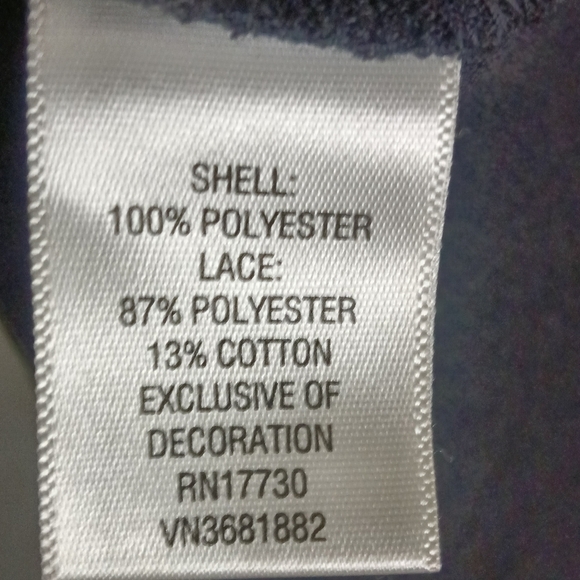 SHELL:
100% POLYESTER
LACE:
87% POLYESTER
13% COTTON
EXCLUSIVE OF
DECORATION
RN17730
VN3681882